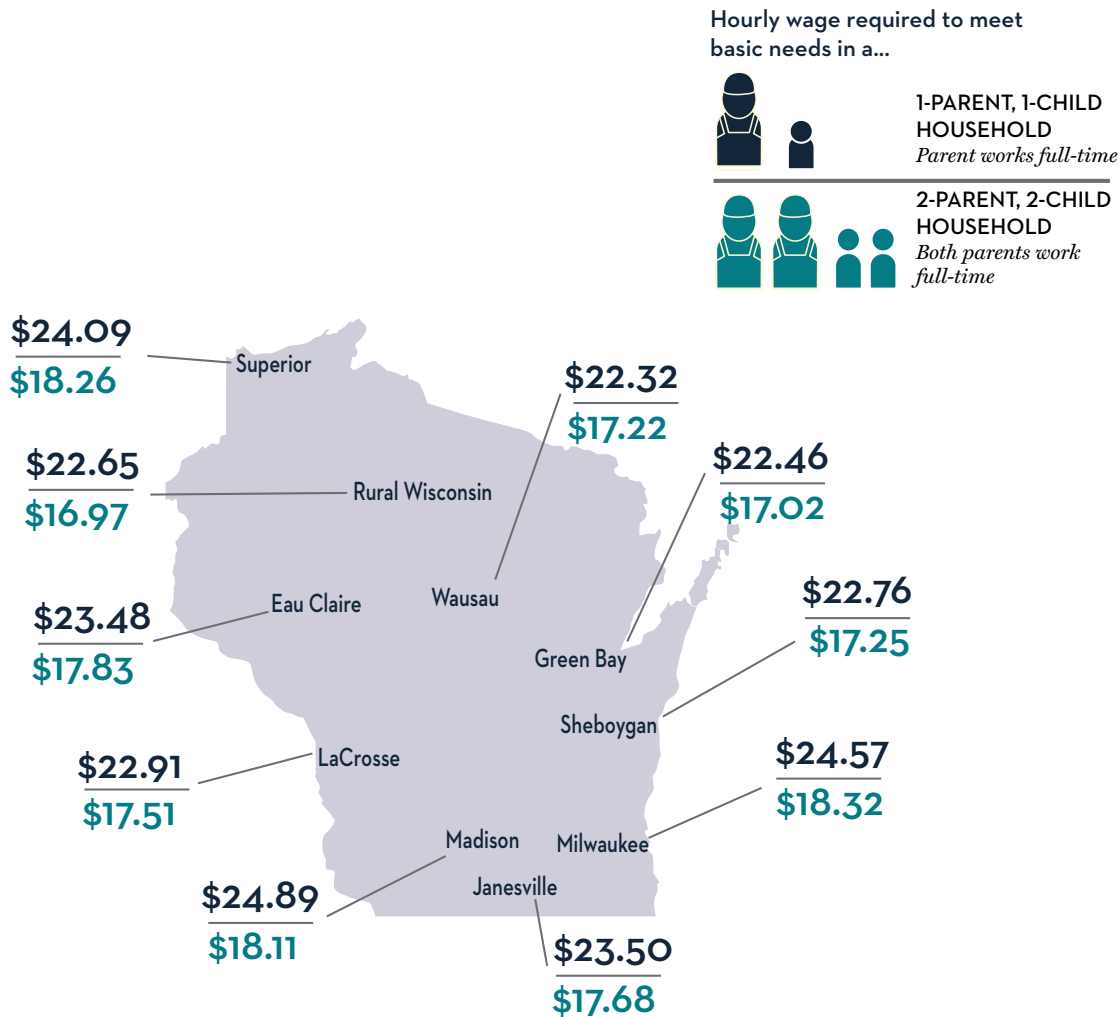 Hourly wage required to meet
basic needs in a...
1-PARENT, 1-CHILD
HOUSEHOLD
Parent works full-time
2-PARENT, 2-CHILD
HOUSEHOLD
Both parents work
full-time
$24.09
$18.26
Superior
$22.32
$17.22
$22.65
$16.97
Rural Wisconsin
$22.46
$17.02
Wausau
$23.48
$17.83
Eau Claire
$22.76
$17.25
Green Bay
Sheboygan
$22.91
$17.51
LaCrosse
$24.57
$18.32
Madison
Milwaukee
Janesville
$24.89
$18.11
$23.50
$17.68